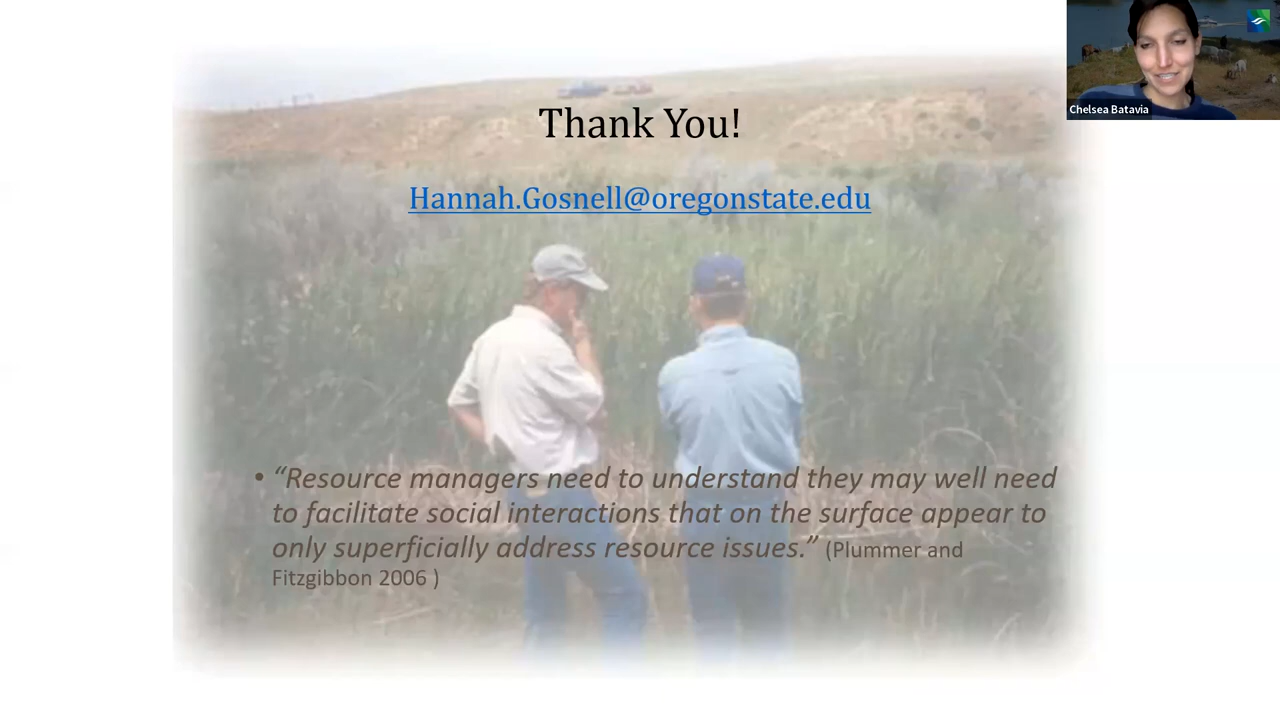 Thank You!
Hannah.Gosnell@oregonstate.edu
• “Resource managers need to understand they may well need
to facilitate social interactions that on the surface appear to
only superficially address resource issues.” (Plummer and
Fitzgibbon 2006 )
Chelsea Batavia